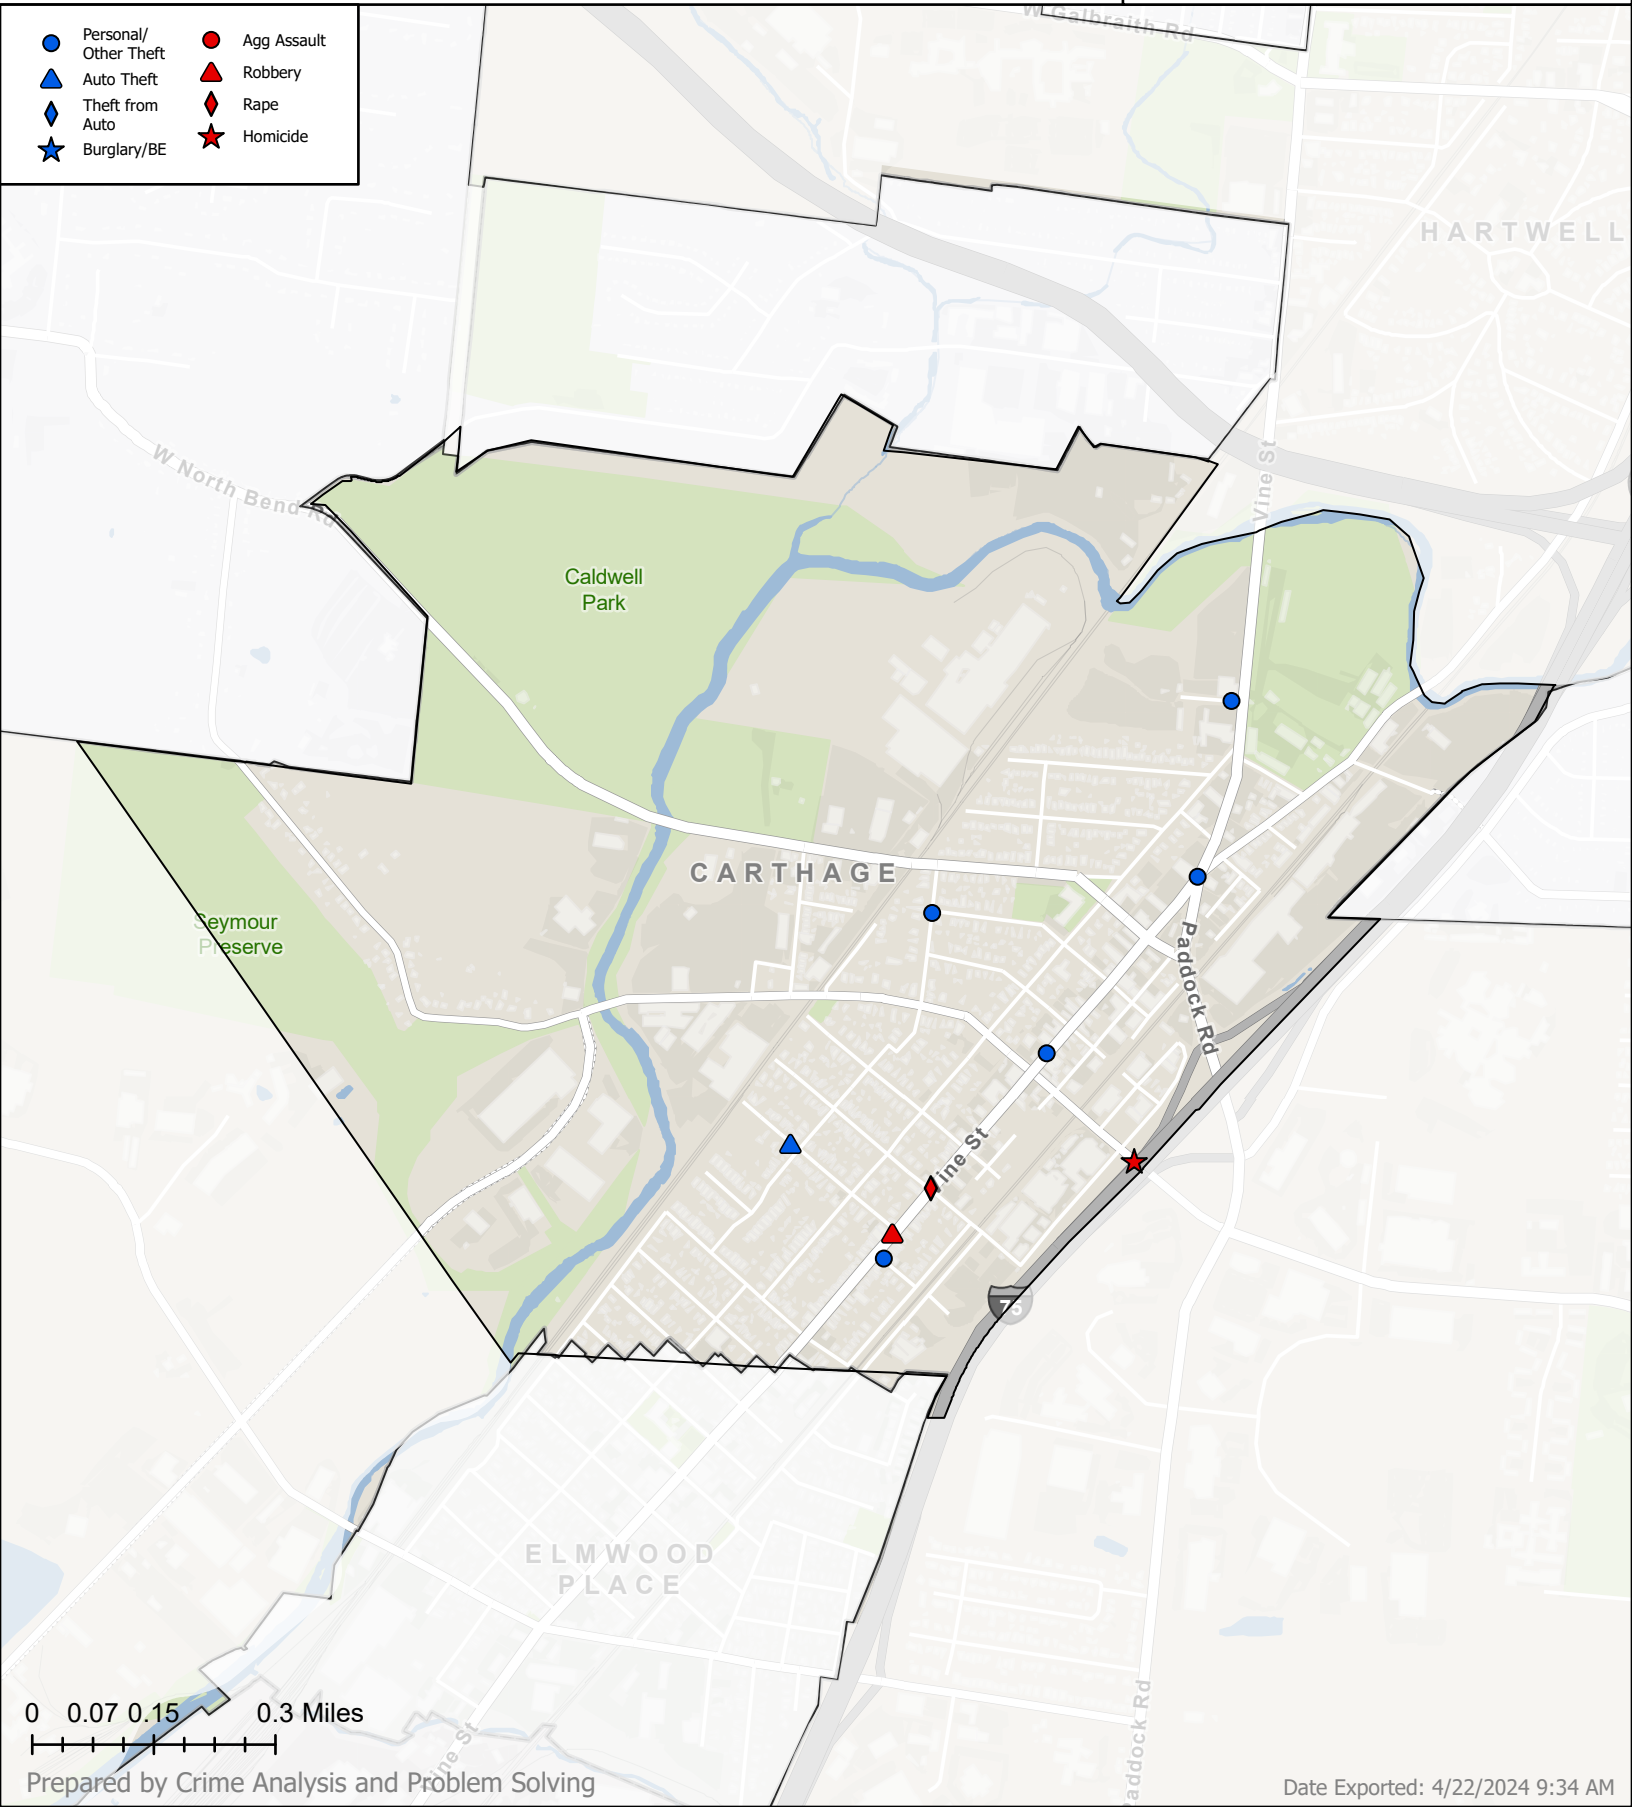 W Galbraith Rd
Personal/
Other Theft
Auto Theft
Theft from
Auto
Burglary/BE
Agg Assault
Robbery
Rape
Homicide
HARTWELL
W North Bend Rd
Vine St
Caldwell
Park
CARTHAGE
Seymour
Preserve
Paddock Rd
Vine St
75
ELMWOOD
PLACE
0 0.07 0.15 0.3 Miles
Vine St
Paddock Rd
Prepared by Crime Analysis and Problem Solving
Date Exported: 4/22/2024 9:34 AM